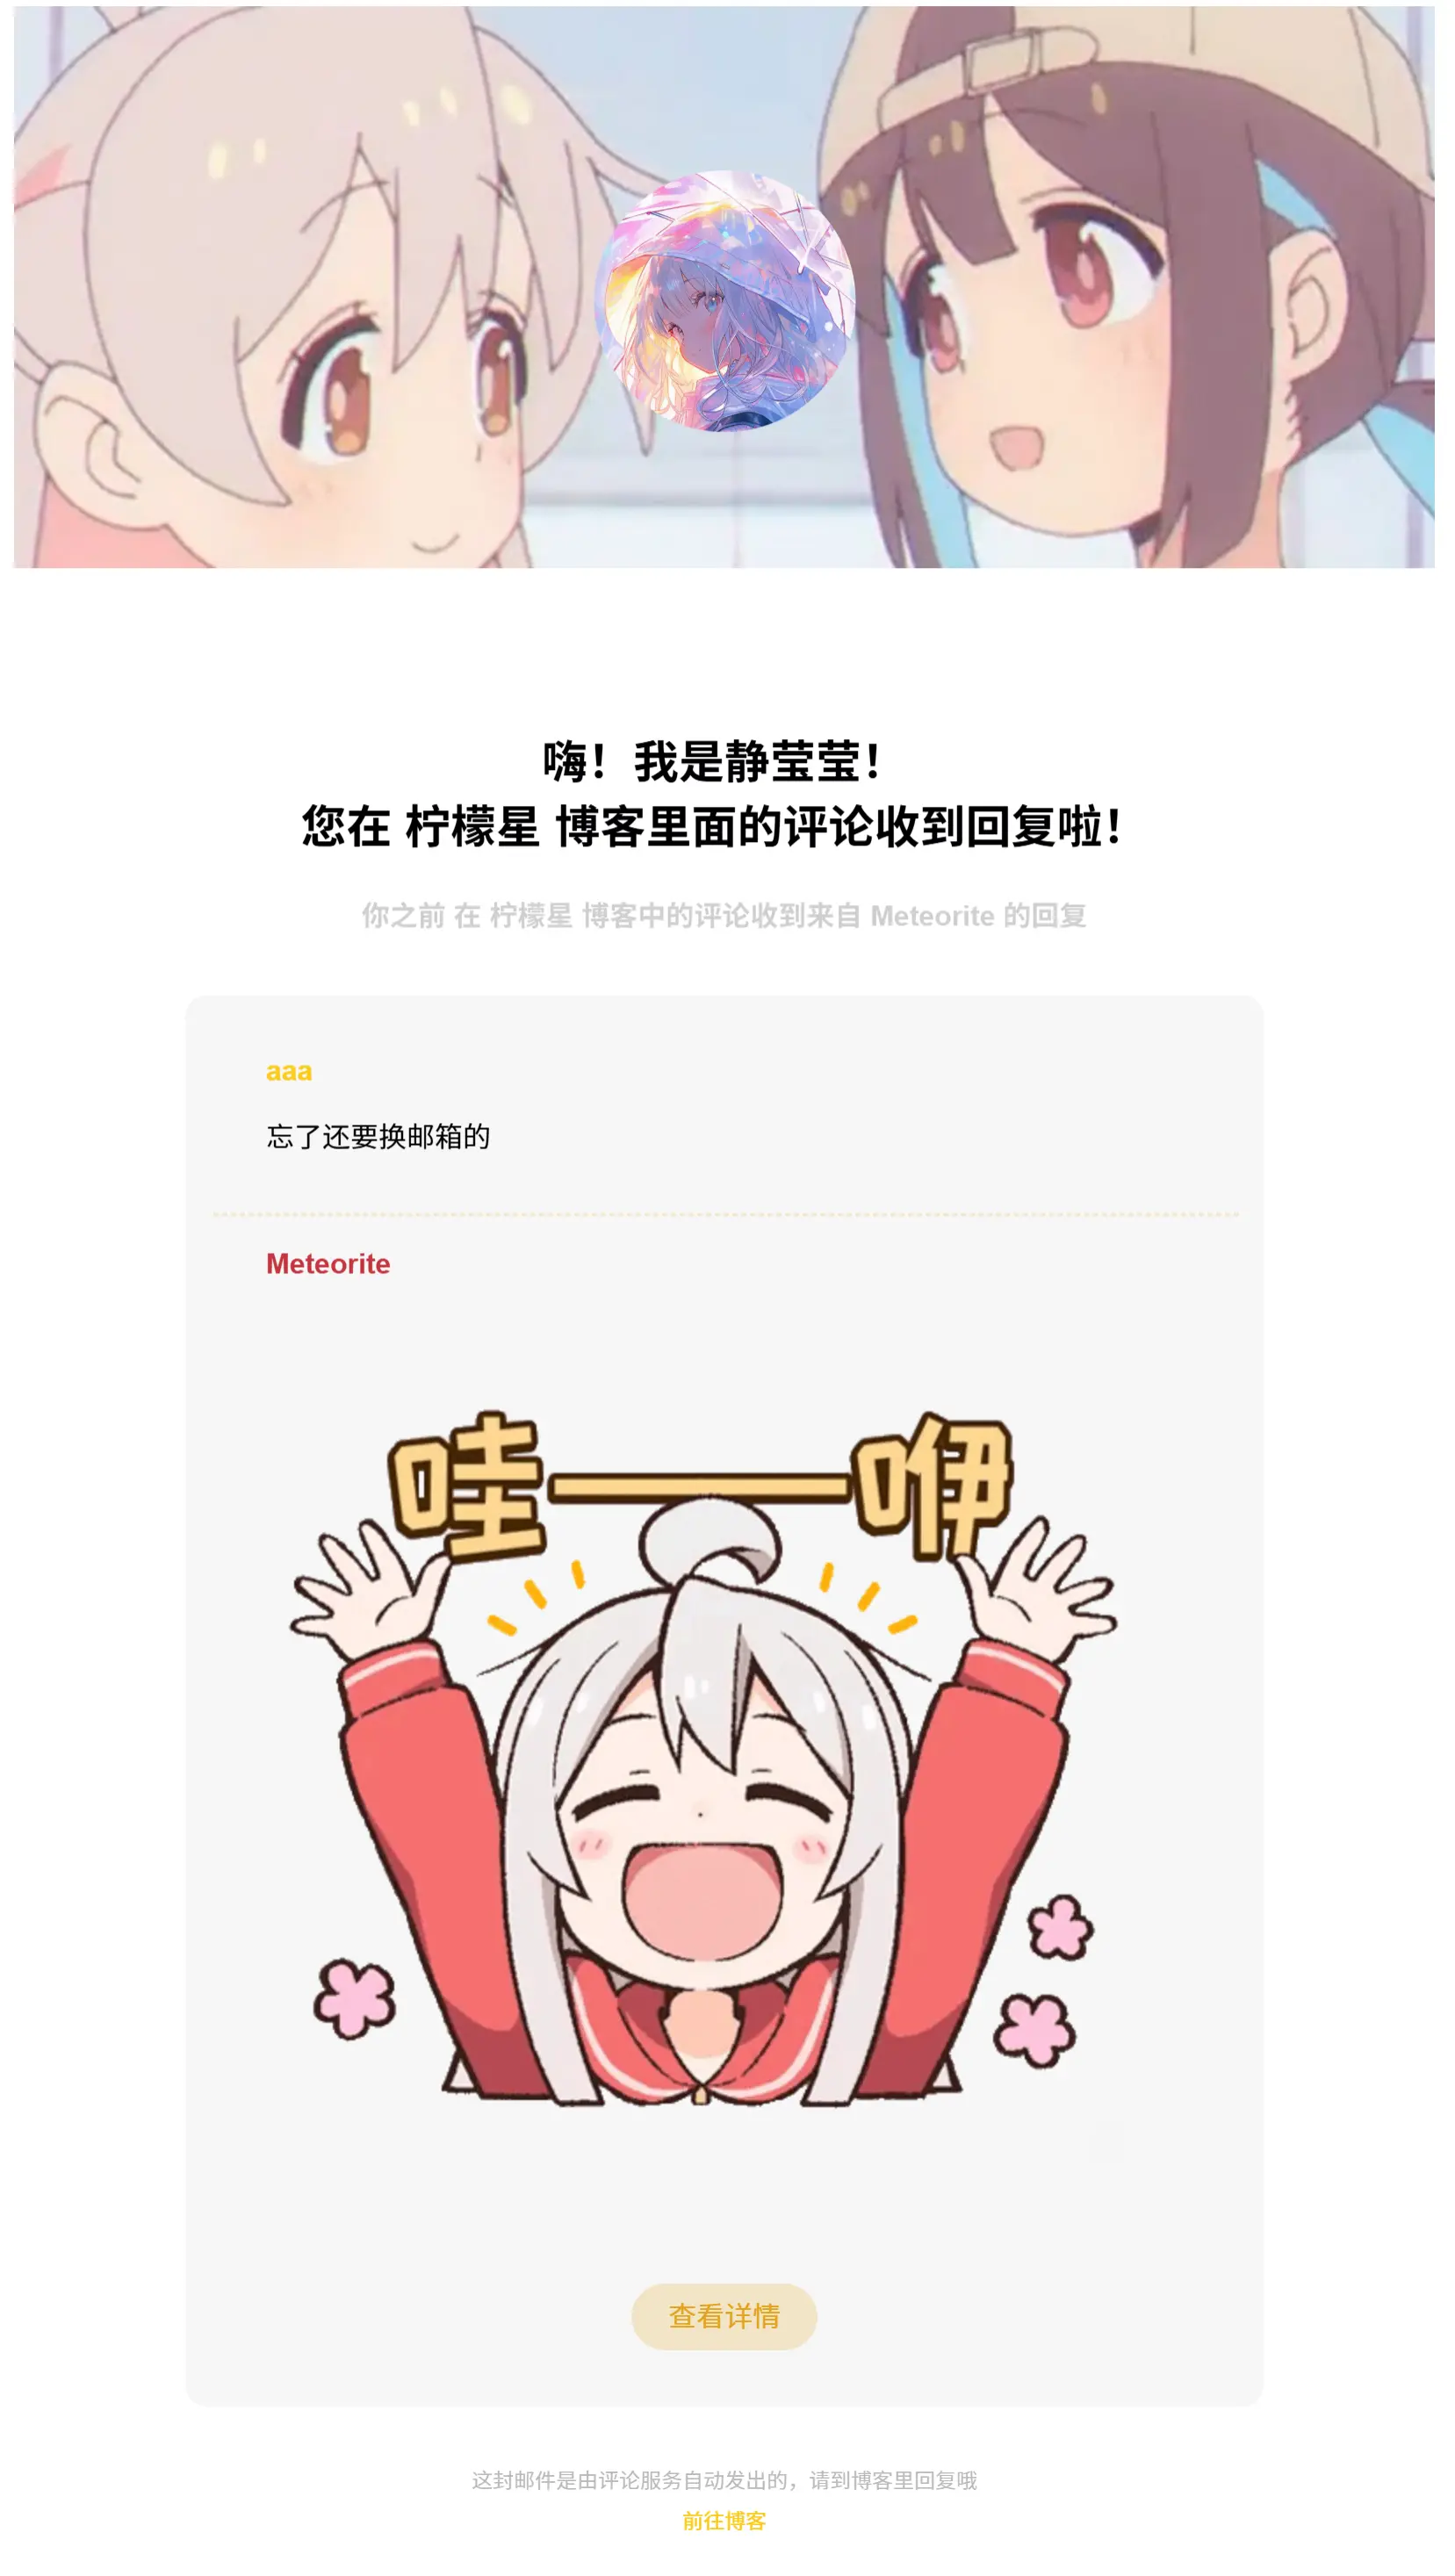 嗨！我是静莹莹！
您在 柠檬星 博客里面的评论收到回复啦！
你之前 在 柠檬星 博客中的评论收到来自 Meteorite 的回复
aaa
忘了还要换邮箱的
Meteorite
哇——咿
查看详情
这封邮件是由评论服务自动发出的，请到博客里回复哦
前往博客